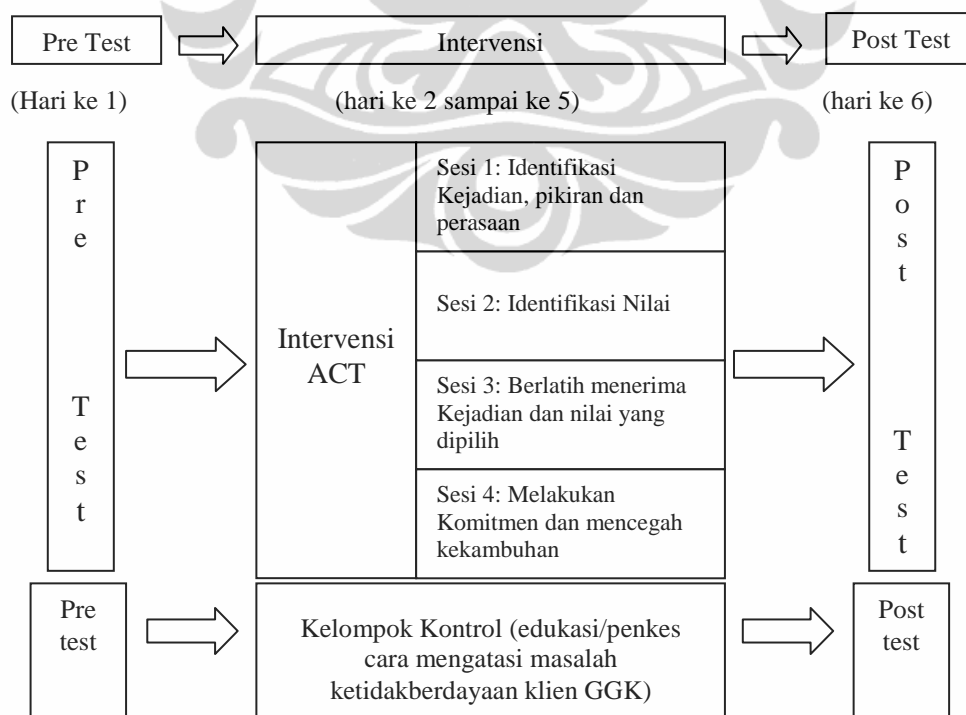 Pre Test
Intervensi
Post Test
(Hari ke 1)
(hari ke 2 sampai ke 5)
(hari ke 6)
P
r
e
T
e
s
t
Intervensi
ACT
Sesi 1: Identifikasi
Kejadian, pikiran dan
perasaan
Sesi 2: Identifikasi Nilai
Sesi 3: Berlatih menerima
Kejadian dan nilai yang
dipilih
Sesi 4: Melakukan
Komitmen dan mencegah
kekambuhan
P
o
s
t
T
e
s
t
Pre
test
Kelompok Kontrol (edukasi/penkes
cara mengatasi masalah
ketidakberdayaan klien GGK)
Post
test